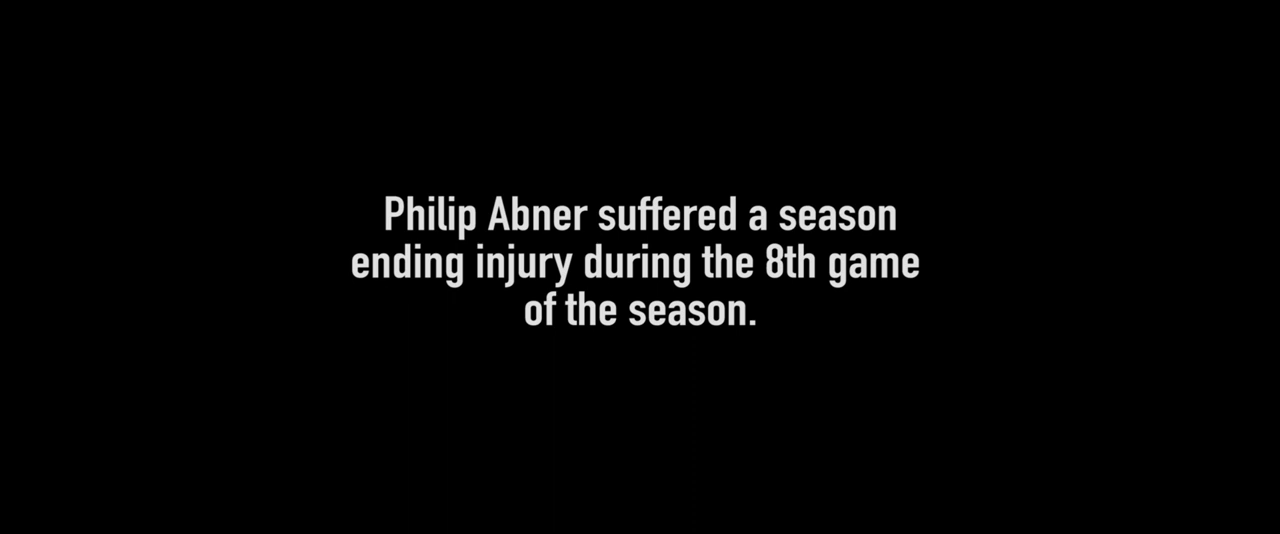 Philip Abner suffered a season
ending injury during the 8th game
of the season.